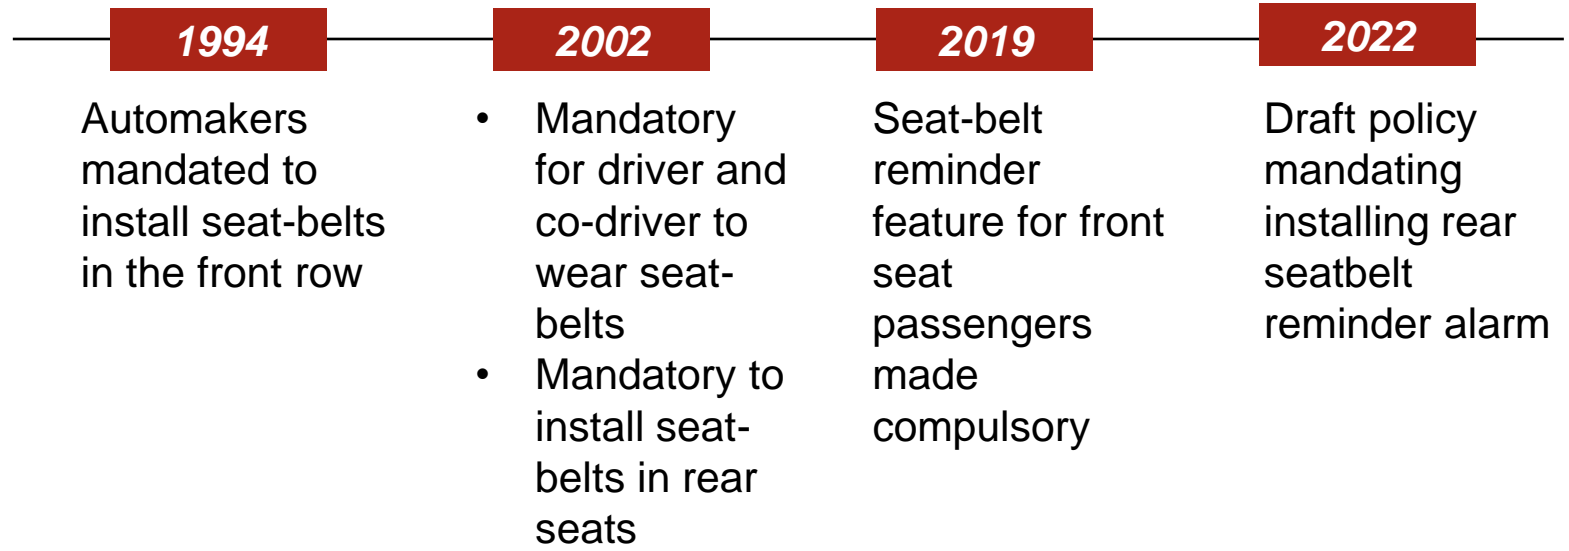 1994
Automakers
mandated to
install seat-belts
in the front row
2002
• Mandatory
for driver and
co-driver to
wear seat-
belts
• Mandatory to
install seat-
belts in rear
seats
2019
Seat-belt
reminder
feature for front
seat
passengers
made
compulsory
2022
Draft policy
mandating
installing rear
seatbelt
reminder alarm